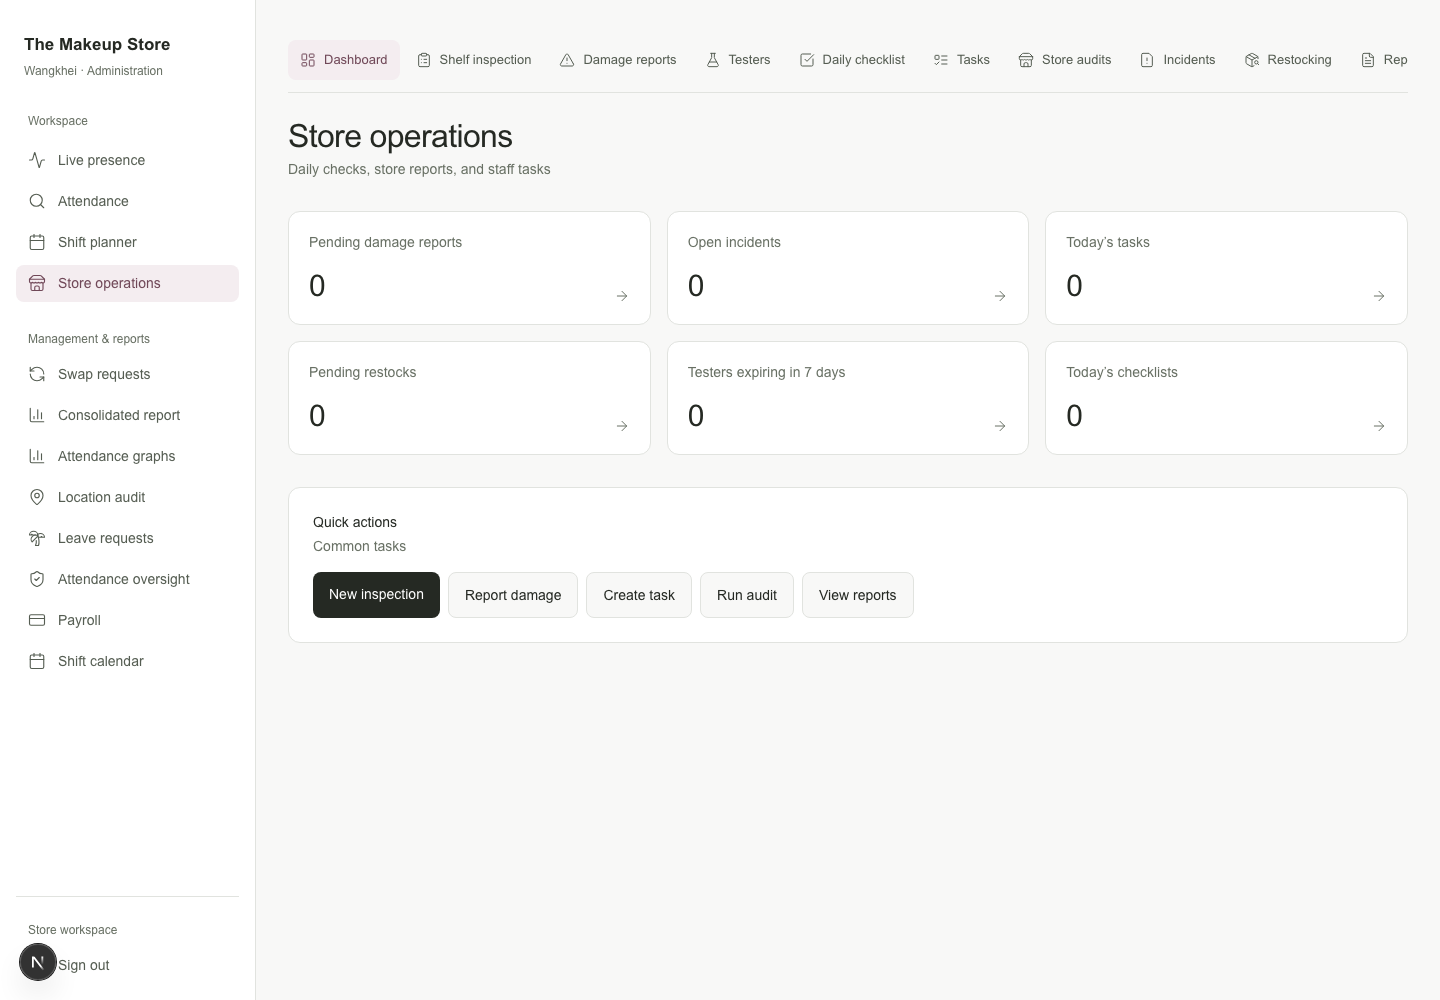 The Makeup Store
Wangkhei · Administration
Workspace
Live presence
Attendance
Shift planner
Store operations
Management & reports
Swap requests
Consolidated report
Attendance graphs
Location audit
Leave requests
Attendance oversight
Payroll
Shift calendar
Store workspace
N
Sign out
Dashboard
Shelf inspection
Damage reports
Testers
Daily checklist
Tasks
Store audits
Incidents
Restocking
Rep
Store operations
Daily checks, store reports, and staff tasks
Pending damage reports
0
Open incidents
0
Today's tasks
0
Pending restocks
0
Testers expiring in 7 days
0
Today's checklists
0
Quick actions
Common tasks
New inspection
Report damage
Create task
Run audit
View reports